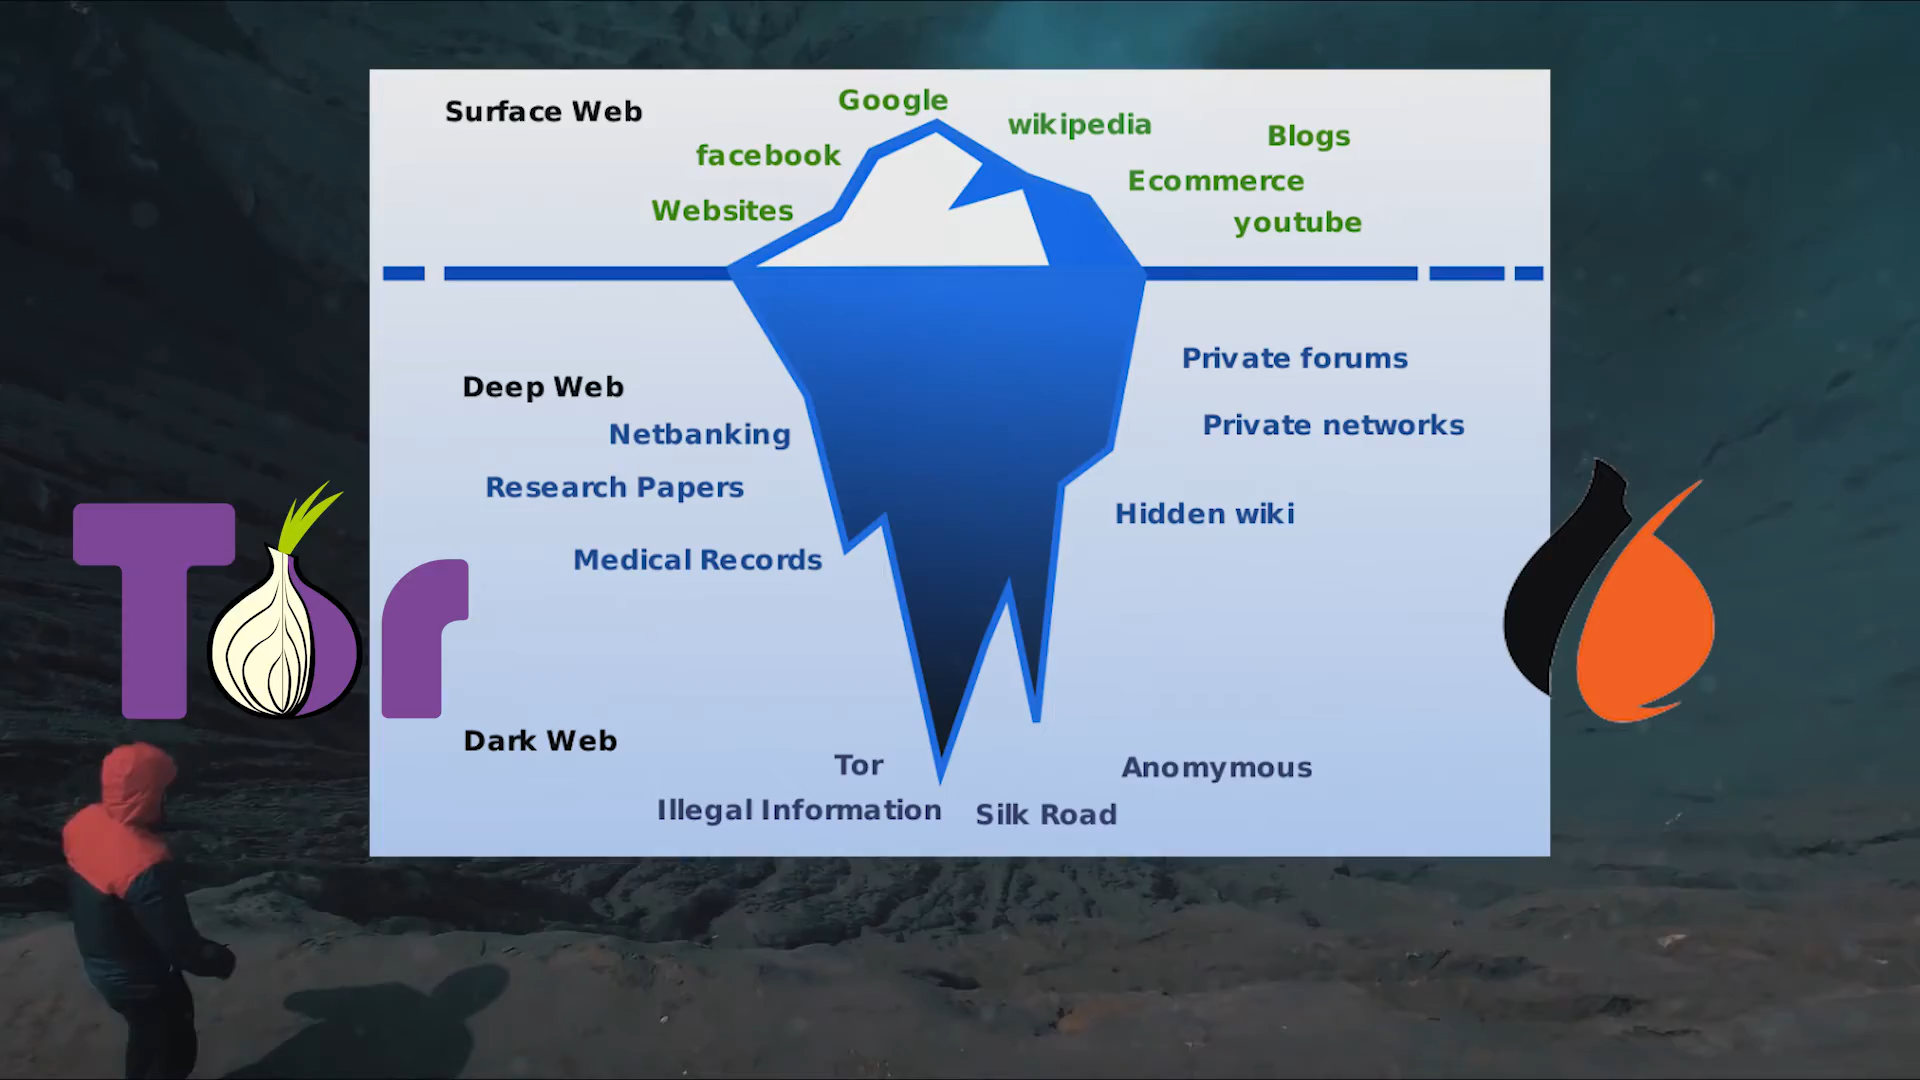 Surface Web
Google
wikipedia
Blogs
facebook
Ecommerce
Websites
youtube
Deep Web
Private forums
Netbanking
Private networks
Research Papers
Hidden wiki
Medical Records
Tor
Dark Web
Tor
Anomymous
Illegal Information
Silk Road